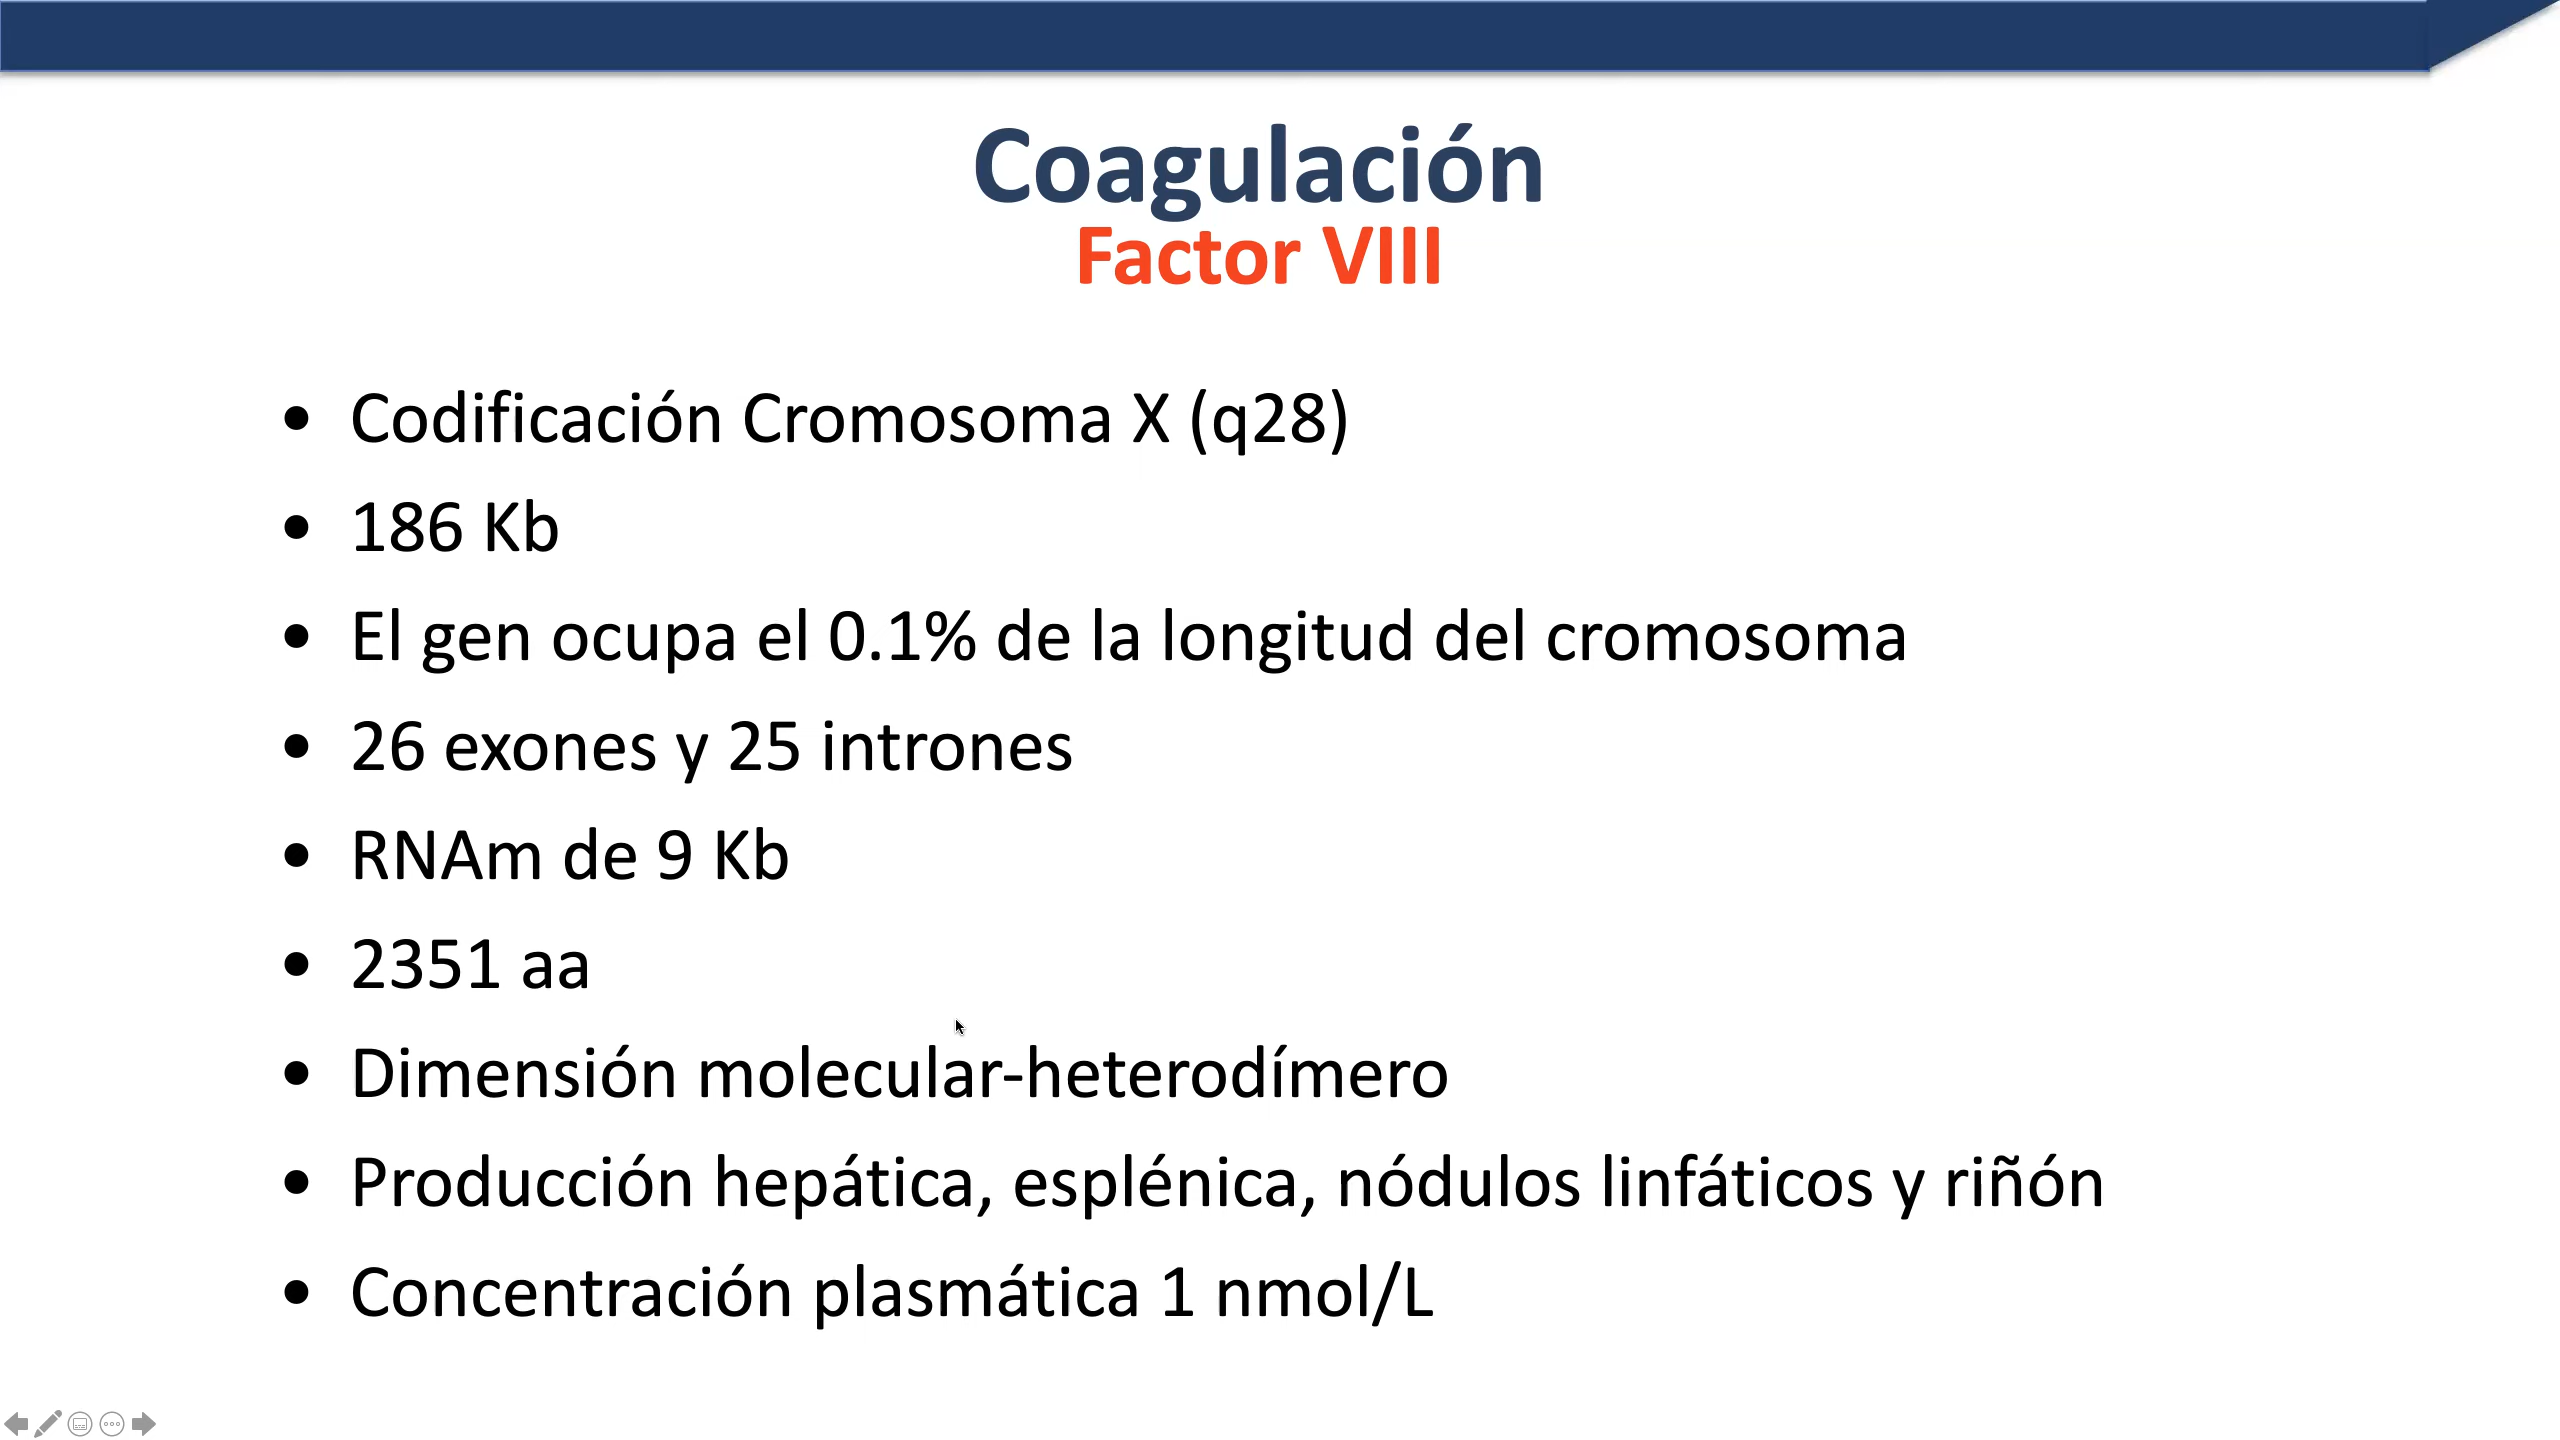 Coagulación
Factor VIII
• Codificación Cromosoma X (q28)
• 186 Kb
• El gen ocupa el 0.1% de la longitud del cromosoma
• 26 exones y 25 intrones
• RNAm de 9 Kb
• 2351 aa
• Dimensión molecular-heterodímero
• Producción hepática, esplénica, nódulos linfáticos y riñón
• Concentración plasmática 1 nmol/L